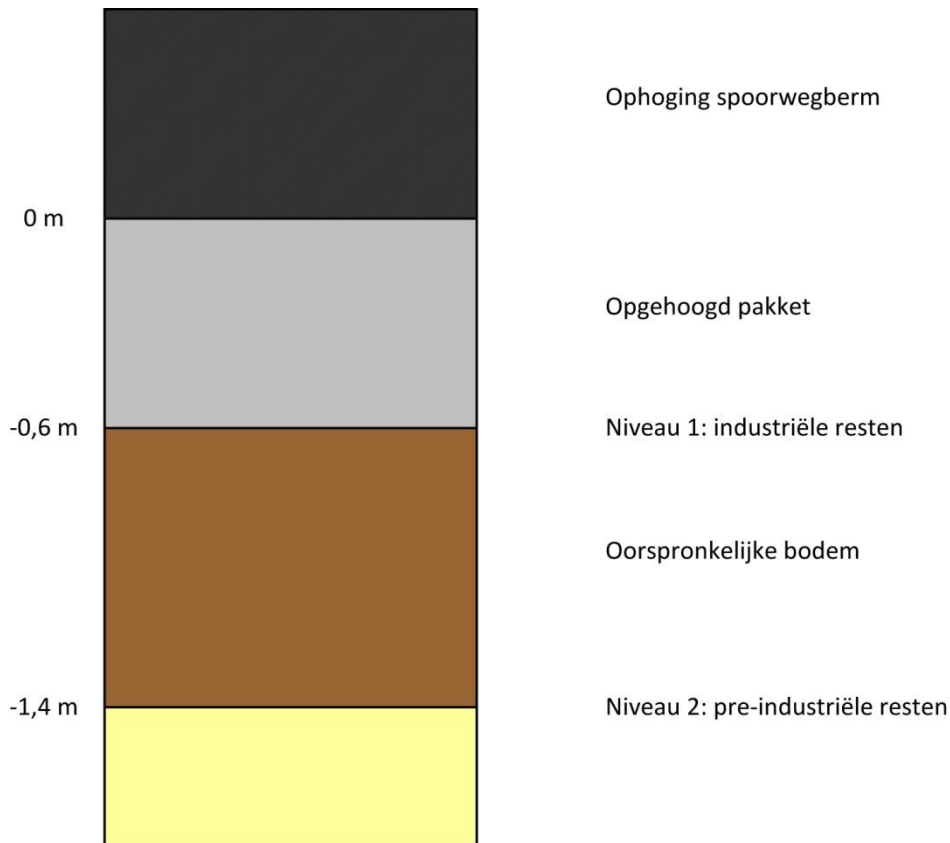 Ophoging spoorwegberm
0 m
Opgehoogd pakket
-0,6 m
Niveau 1: industriële resten
Oorspronkelijke bodem
-1,4 m
Niveau 2: pre-industriële resten